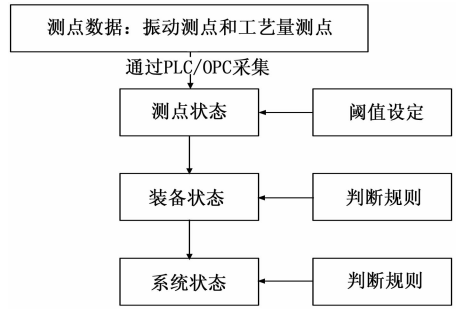 测点数据：振动测点和工艺量测点
通过PLC/OPC采集
测点状态
阈值设定
装备状态
判断规则
系统状态
判断规则